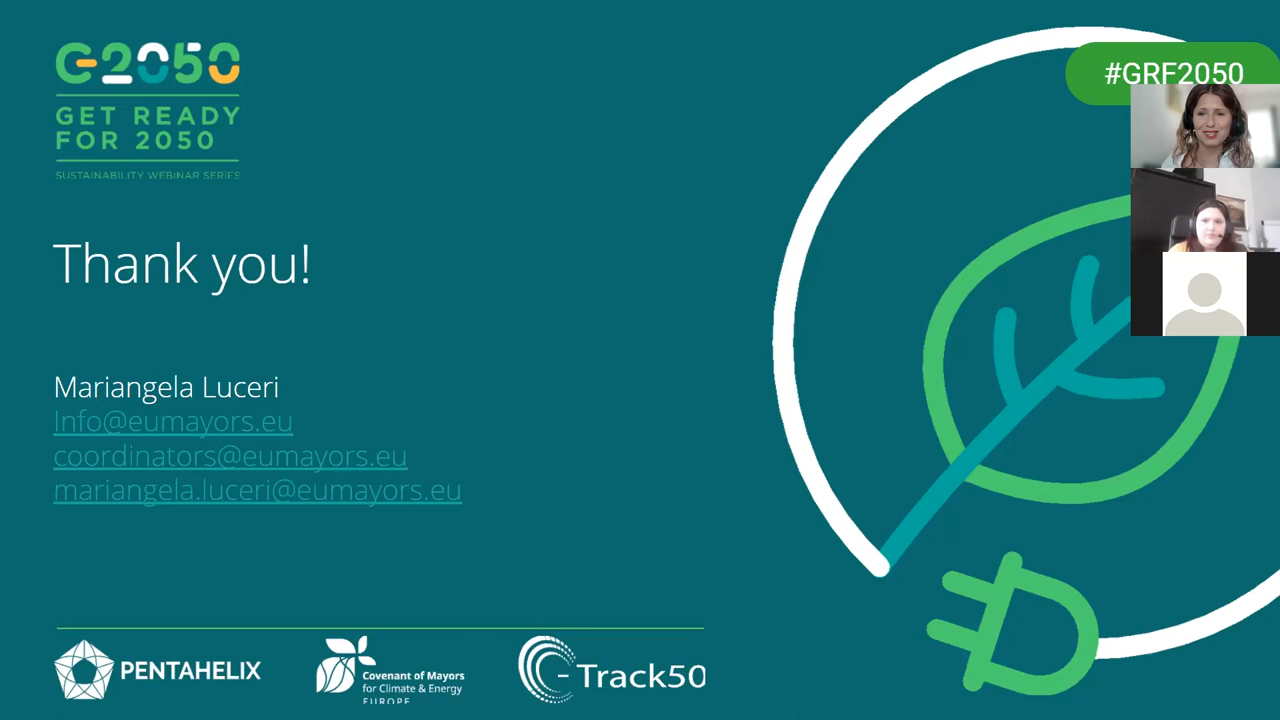 C-2050
GET READY
FOR 2050
SUSTAINABILITY WEBINAR SERIES
#GRF2050
Thank you!
Mariangela Luceri
Info@eumayors.eu
coordinators@eumayors.eu
mariangela.luceri@eumayors.eu
PENTAHELIX
Covenant of Mayors
for Climate & Energy
EUROPE
C-Track50